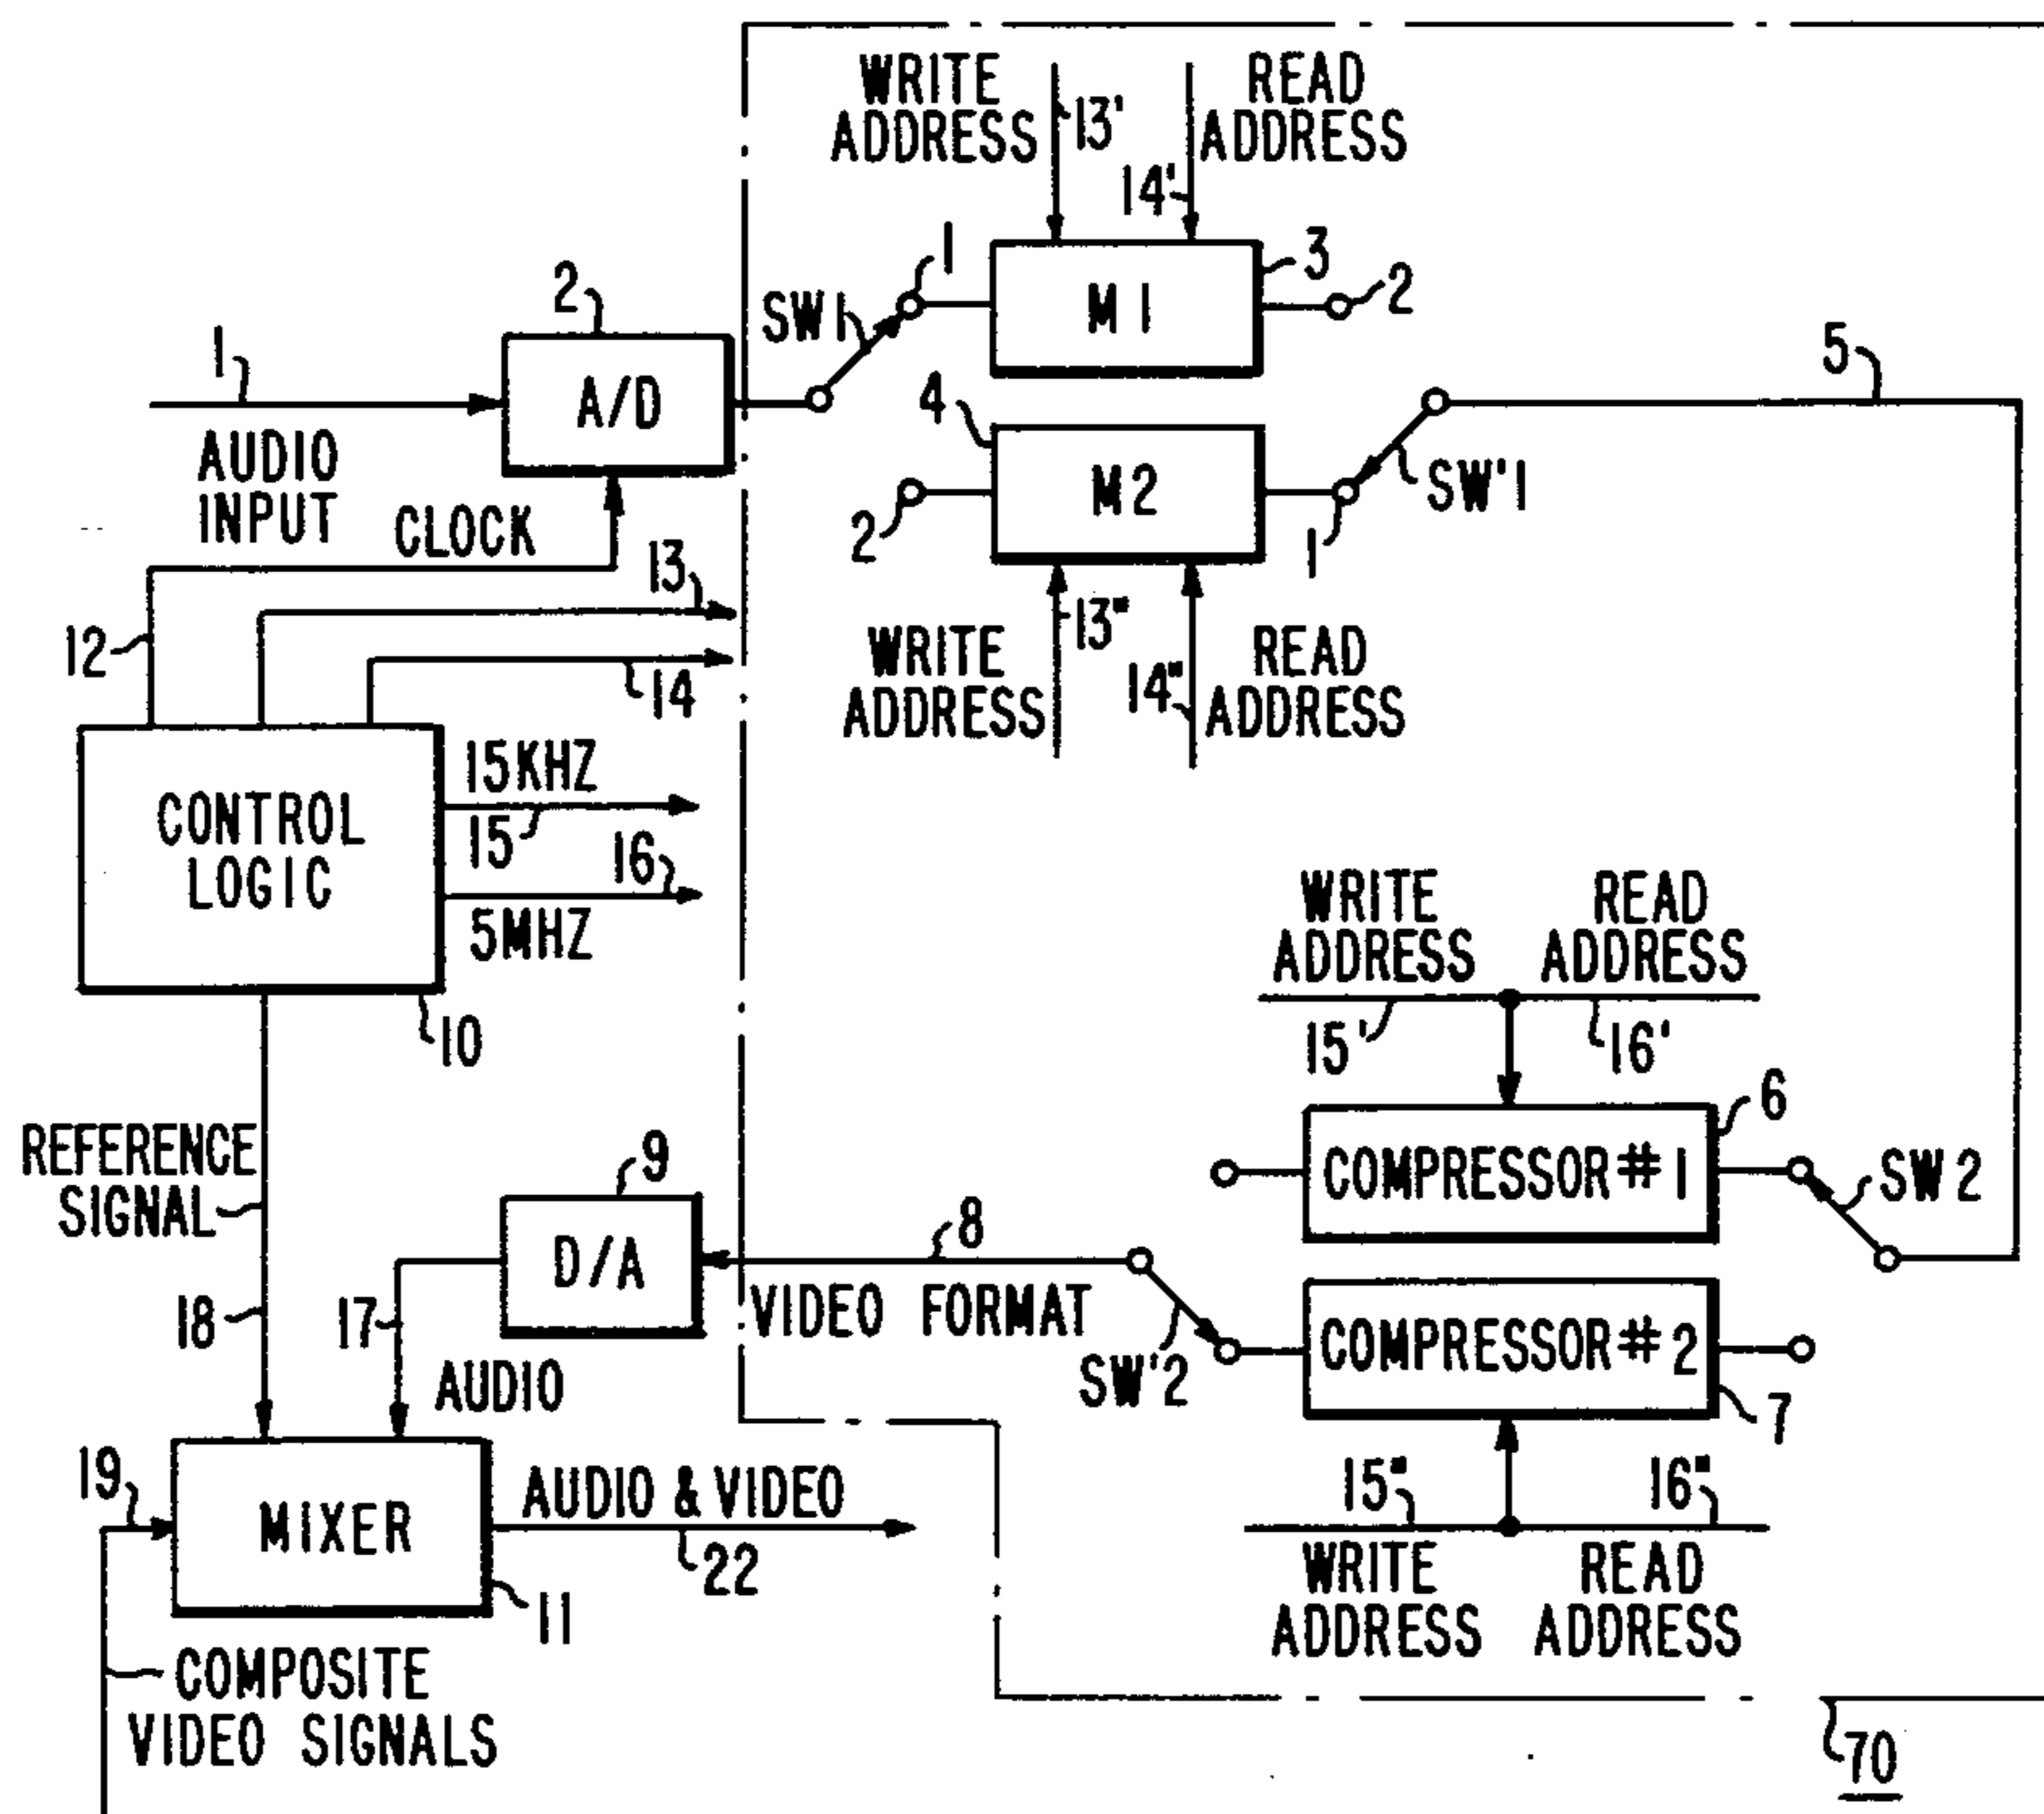 WRITE
ADDRESS
13'
READ
ADDRESS
14'
1
3
2
2
SW1
M1
1
A/D
5
4
AUDIO
INPUT
M2
SW'1
CLOCK
2
1
13
13"
12
WRITE
ADDRESS
READ
ADDRESS
14
14"
15KHZ
CONTROL
LOGIC
15
16
5MHZ
WRITE
ADDRESS
READ
ADDRESS
10
15'
16'
6
REFERENCE
SIGNAL
9
COMPRESSOR #1
SW2
8
D/A
18
17
VIDEO FORMAT
COMPRESSOR #2
SW'2
AUDIO
7
19
AUDIO & VIDEO
15"
16"
MIXER
22
WRITE
ADDRESS
READ
ADDRESS
11
COMPOSITE
VIDEO SIGNALS
70